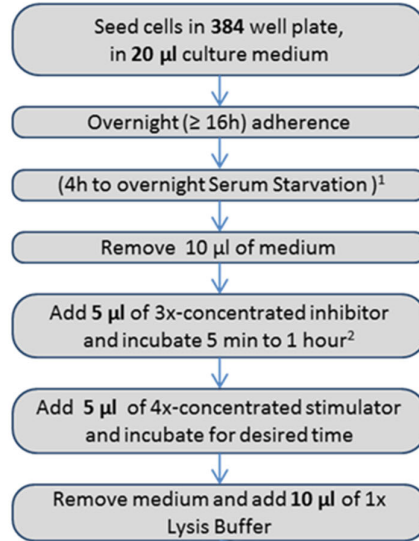 Seed cells in 384 well plate,
in 20 µl culture medium
Overnight (≥ 16h) adherence
(4h to overnight Serum Starvation )¹
Remove 10 µl of medium
Add 5 µl of 3x-concentrated inhibitor
and incubate 5 min to 1 hour²
Add 5 µl of 4x-concentrated stimulator
and incubate for desired time
Remove medium and add 10 µl of 1x
Lysis Buffer